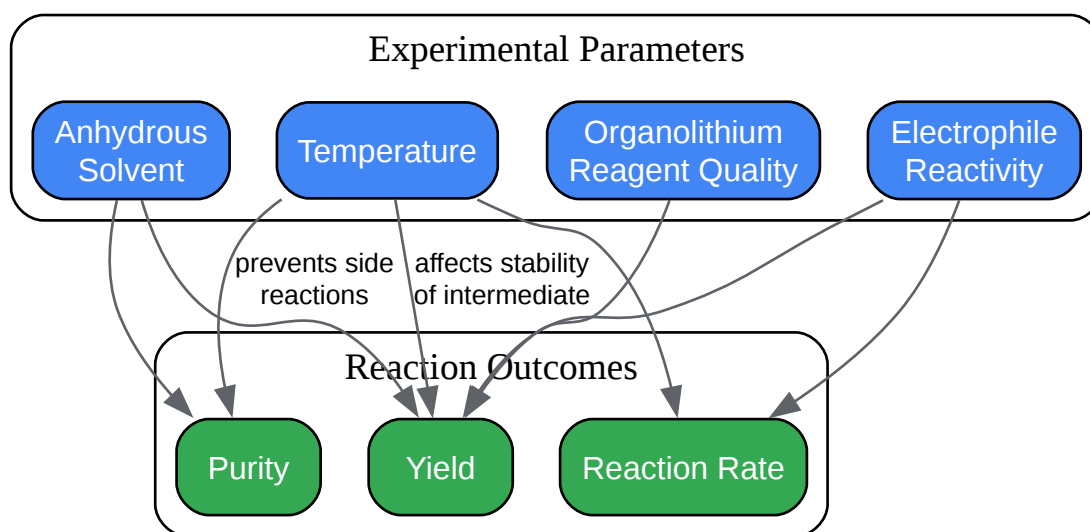 Experimental Parameters
Anhydrous
Solvent
Temperature
Organolithium
Reagent Quality
Electrophile
Reactivity
prevents side
reactions
affects stability
of intermediate
Reaction Outcomes
Purity
Yield
Reaction Rate